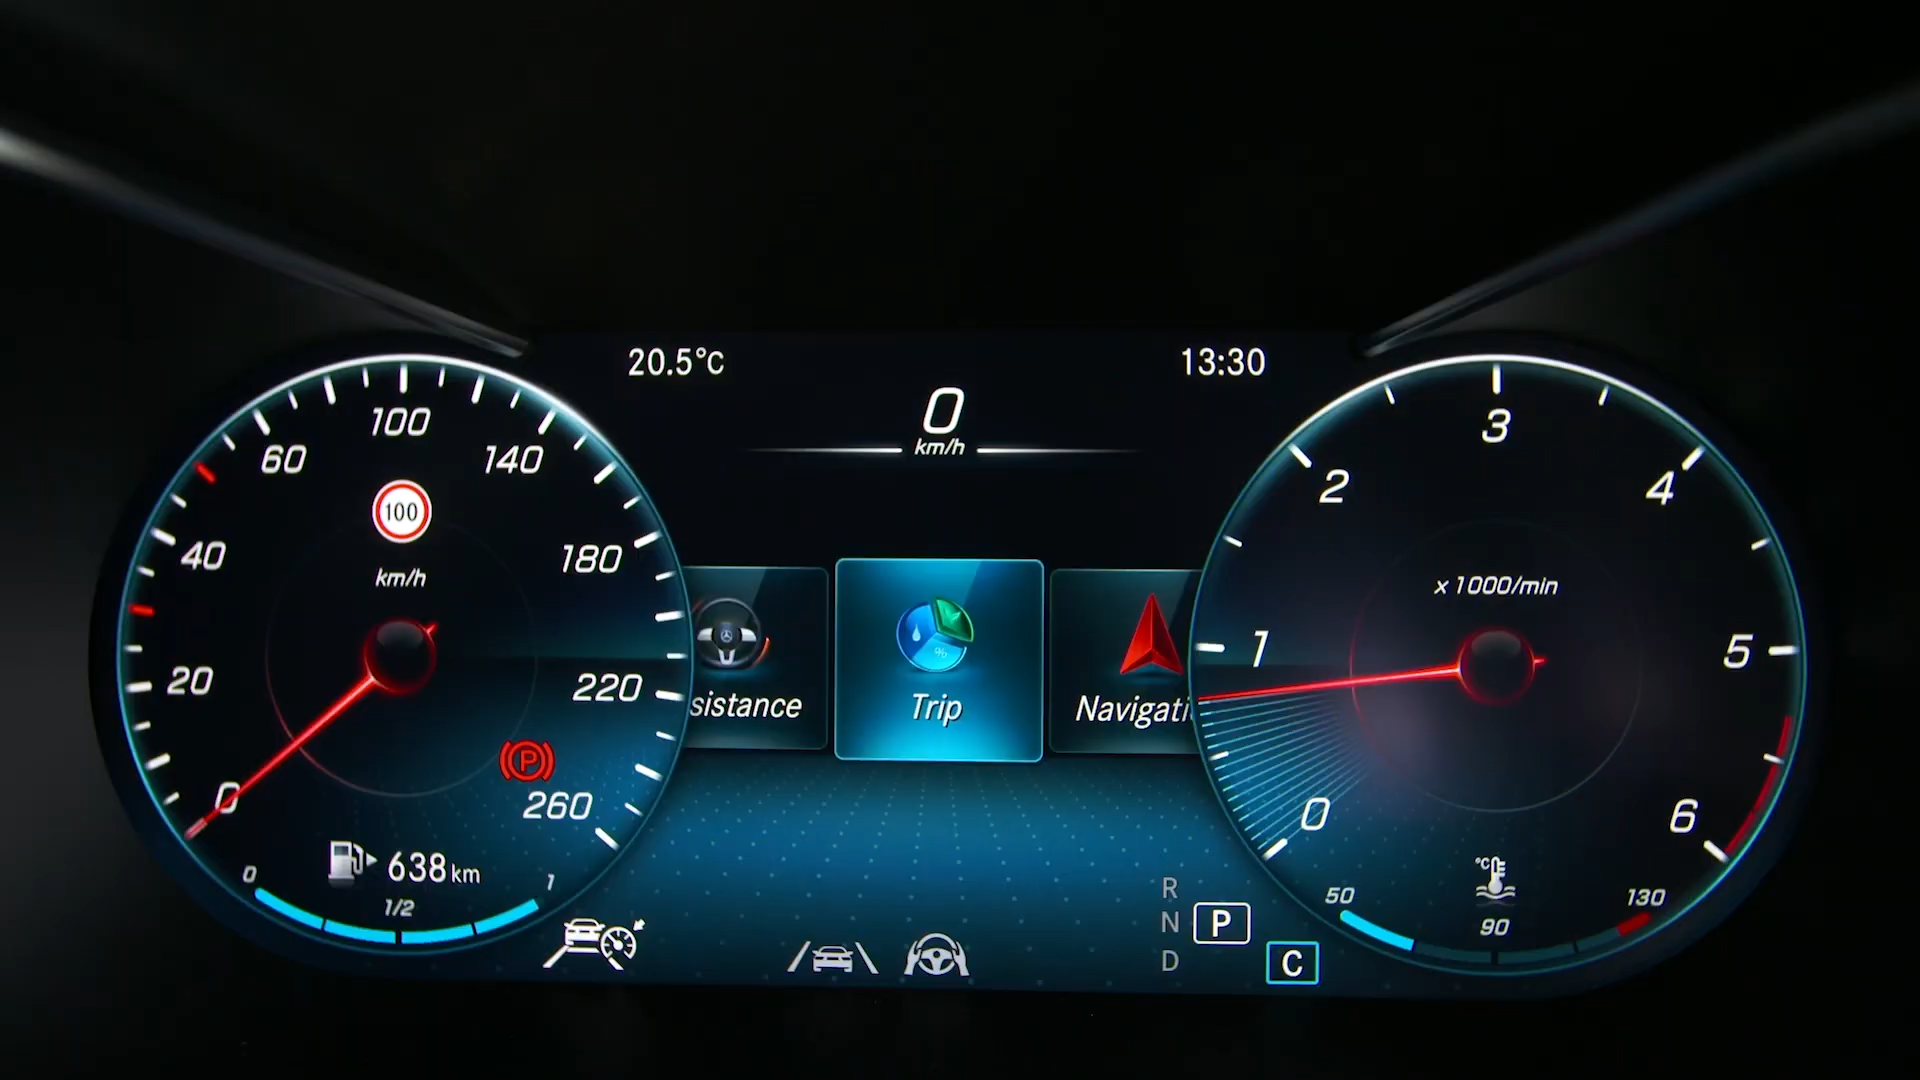 20.5°C
13:30
0
km/h
0
20
40
60
100
140
180
220
260
100
km/h
P
638 km
0
1/2
1
sistance
Trip
Navigati
R
N
P
D
C
0
1
2
3
4
5
6
x 1000/min
°C
50
90
130